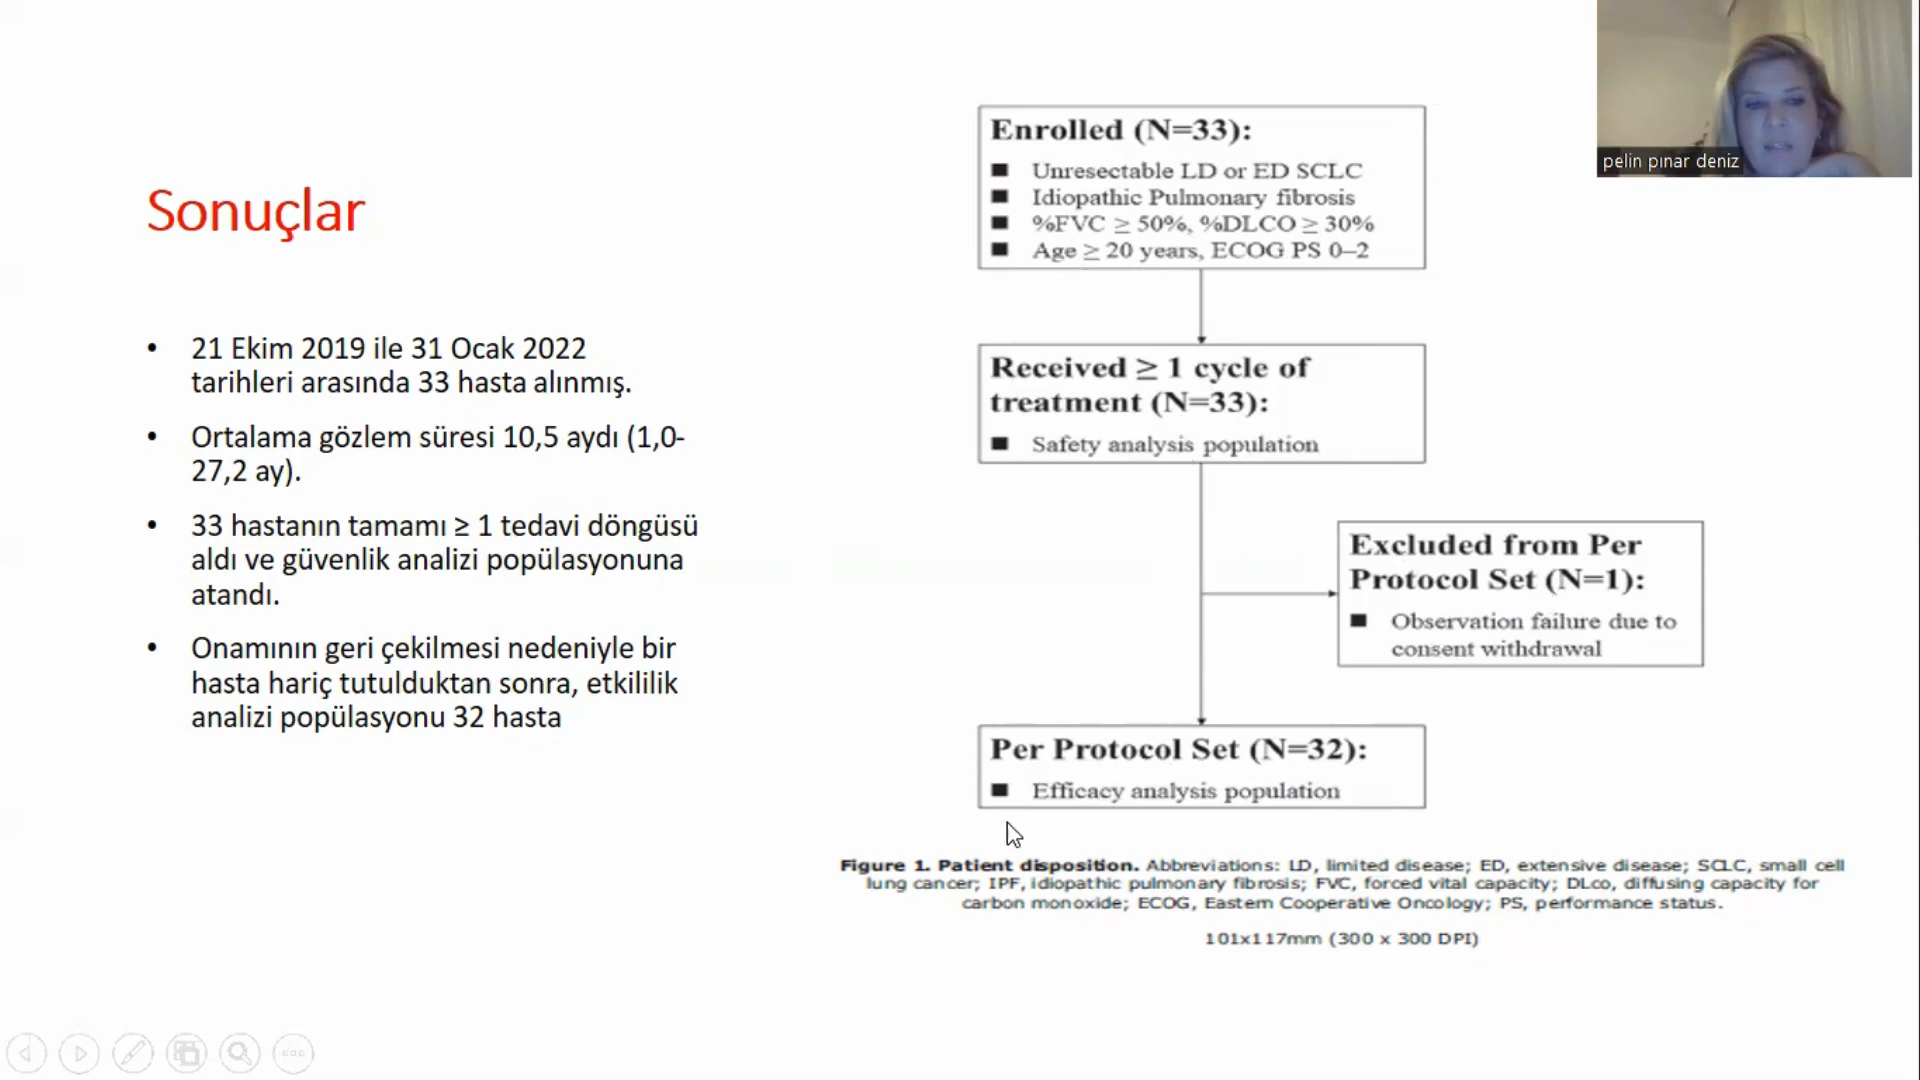 Sonuçlar
• 21 Ekim 2019 ile 31 Ocak 2022
tarihleri arasında 33 hasta alınmış.
• Ortalama gözlem süresi 10,5 aydı (1,0-
27,2 ay).
• 33 hastanın tamamı ≥ 1 tedavi döngüsü
aldı ve güvenlik analizi popülasyonuna
atandı.
• Onamının geri çekilmesi nedeniyle bir
hasta hariç tutulduktan sonra, etkililik
analizi popülasyonu 32 hasta
Enrolled (N=33):
■ Unresectable LD or ED SCLC
■ Idiopathic Pulmonary fibrosis
■ %FVC ≥ 50%, %DLCO ≥ 30%
■ Age ≥ 20 years, ECOG PS 0–2
Received ≥ 1 cycle of
treatment (N=33):
■ Safety analysis population
Excluded from Per
Protocol Set (N=1):
■ Observation failure due to
consent withdrawal
Per Protocol Set (N=32):
■ Efficacy analysis population
Figure 1. Patient disposition. Abbreviations: LD, limited disease; ED, extensive disease; SCLC, small cell
lung cancer; IPF, idiopathic pulmonary fibrosis; FVC, forced vital capacity; DLco, diffusing capacity for
carbon monoxide; ECOG, Eastern Cooperative Oncology; PS, performance status.
101x117mm (300 x 300 DPI)
pelin pınar deniz